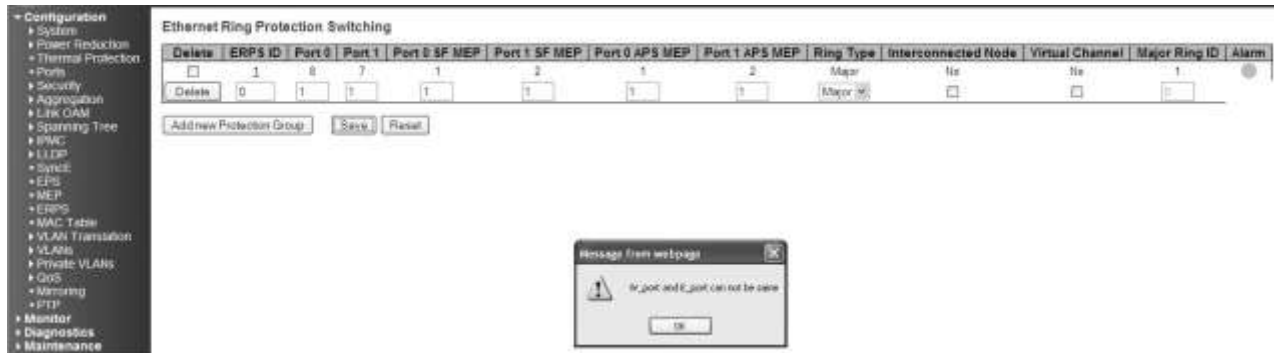 Configuration
System
Power Reduction
Thermal Protection
Ports
Security
Aggregation
Link OAM
Spanning Tree
IPMC
LLDP
SyncE
EPS
MEP
ERPS
MAC Table
VLAN Translation
VLANs
Private VLANs
QoS
Mirroring
PTP
Monitor
Diagnostics
Maintenance
Ethernet Ring Protection Switching
Delete ERPS ID Port 0 Port 1 Port 0 SF MEP Port 1 SF MEP Port 0 APS MEP Port 1 APS MEP Ring Type Interconnected Node Virtual Channel Major Ring ID Alarm
1 8 7 1 2 1 2 Major No No 1
Delete 0 1 1 1 1 1 1 Major
Add new Protection Group Save Reset
Message from webpage
port and port can not be same
OK